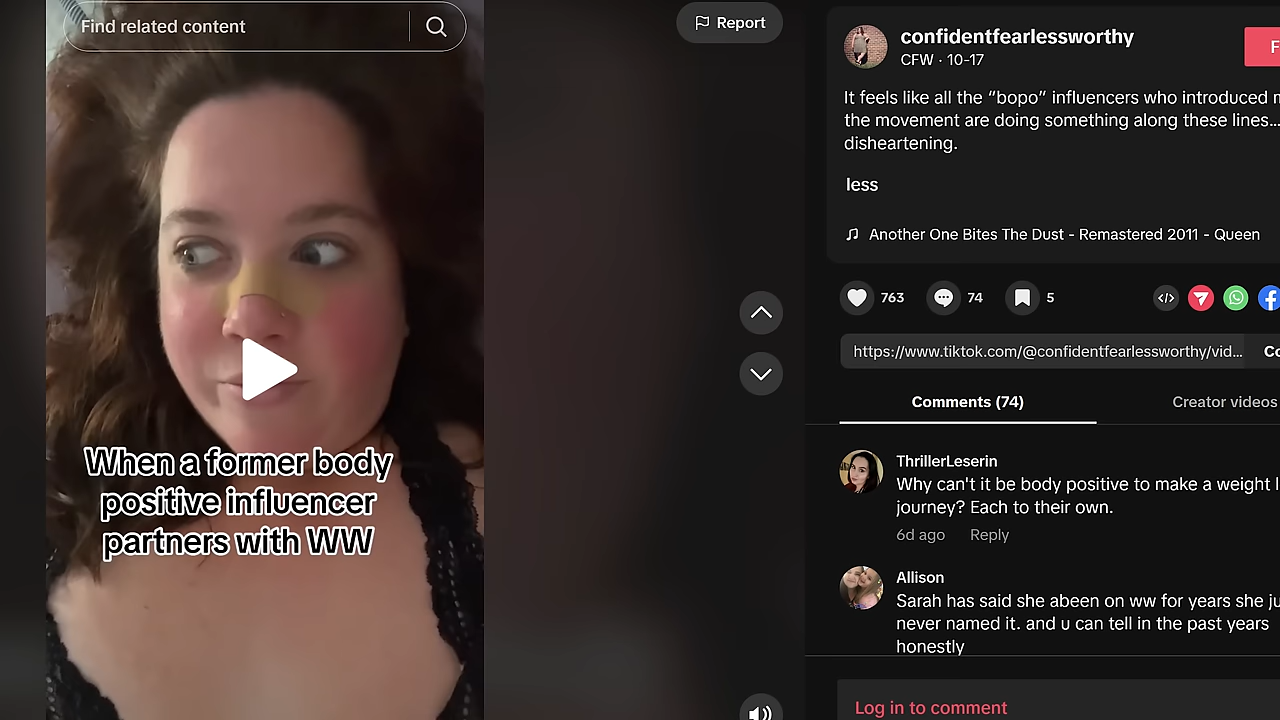 Find related content
When a former body
positive influencer
partners with WW
Report
confidentfearlessworthy
CFW · 10-17
It feels like all the “bopo” influencers who introduced
the movement are doing something along these lines...
disheartening.
less
Another One Bites The Dust - Remastered 2011 - Queen
763
74
5
https://www.tiktok.com/@confidentfearlessworthy/vid...
Comments (74)
Creator videos
ThrillerLeserin
Why can't it be body positive to make a weight
journey? Each to their own.
6d ago
Reply
Allison
Sarah has said she abeen on ww for years she
never named it. and u can tell in the past years
honestly
Log in to comment